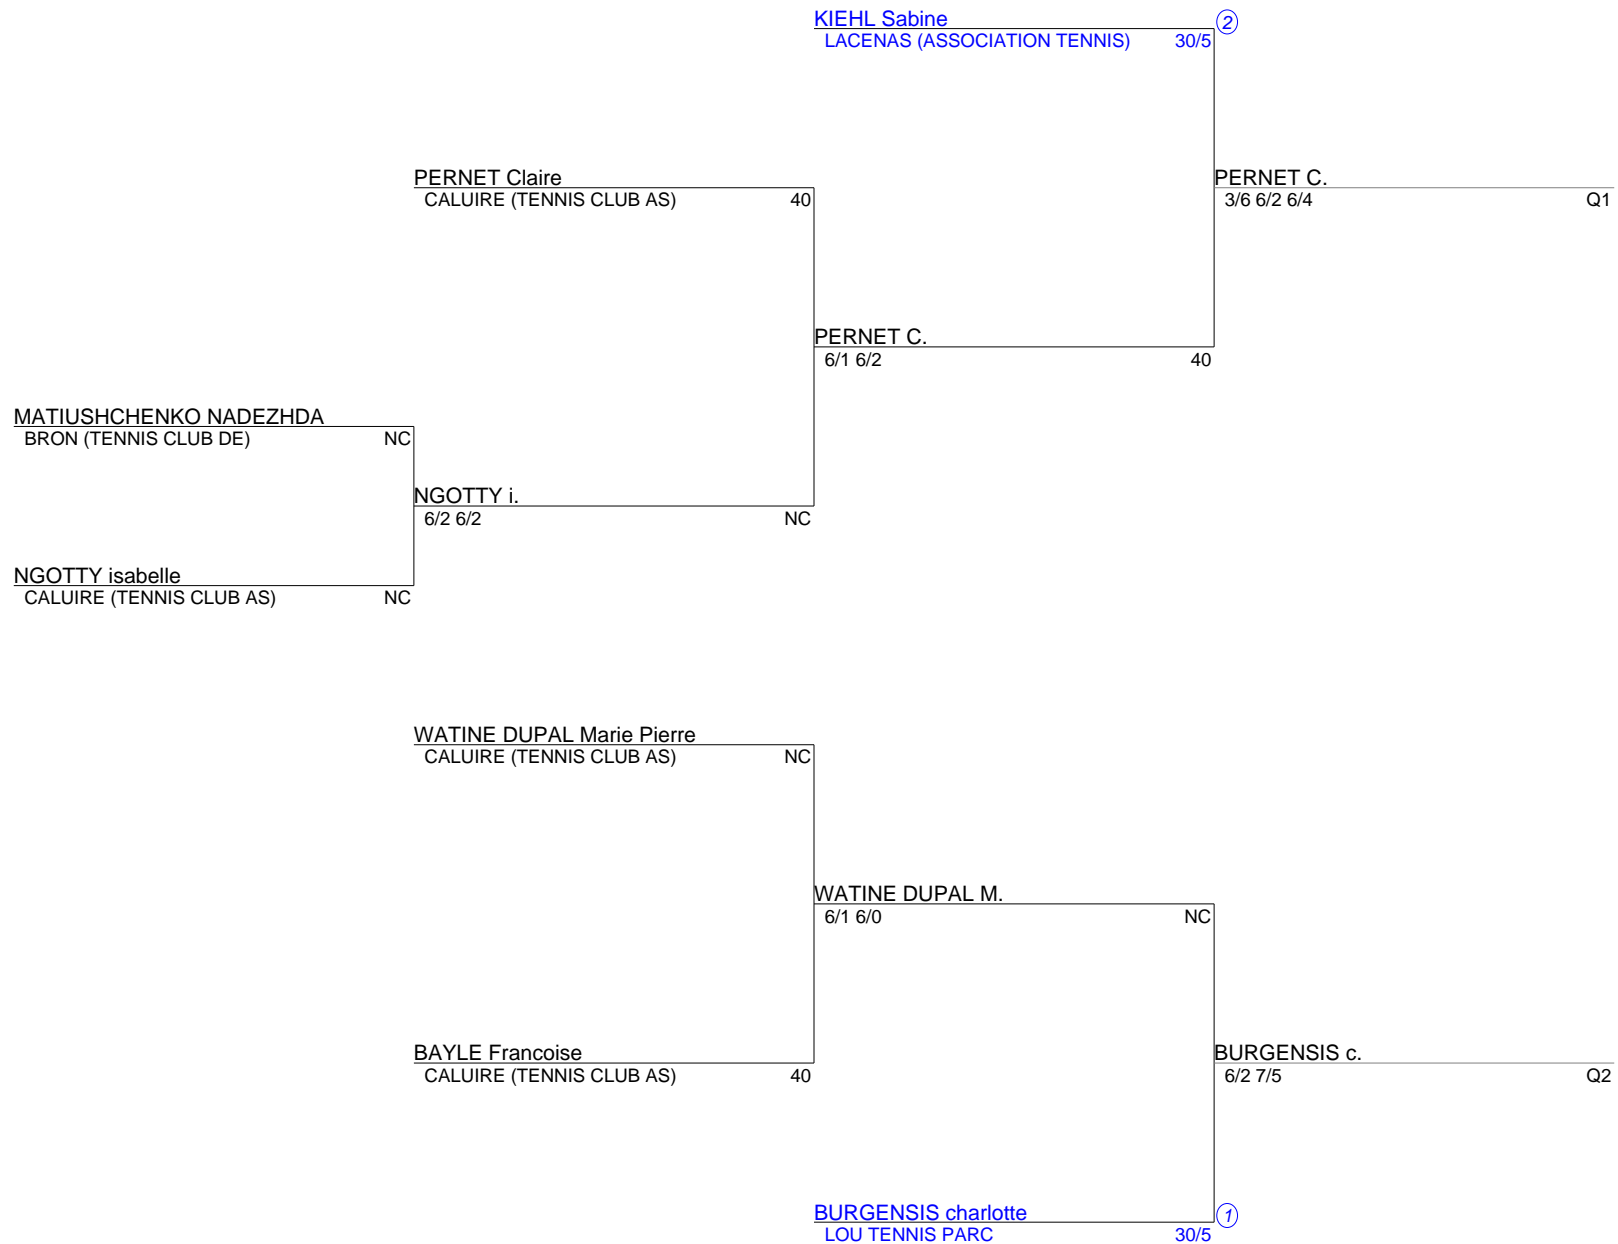 KIEHL Sabine 2
LACENAS (ASSOCIATION TENNIS) 30/5
PERNET Claire
CALUIRE (TENNIS CLUB AS) 40
PERNET C.
3/6 6/2 6/4 Q1
PERNET C.
6/1 6/2 40
MATIUSHCHENKO NADEZHDA
BRON (TENNIS CLUB DE) NC
NGOTTY i.
6/2 6/2 NC
NGOTTY isabelle
CALUIRE (TENNIS CLUB AS) NC
WATINE DUPAL Marie Pierre
CALUIRE (TENNIS CLUB AS) NC
WATINE DUPAL M.
6/1 6/0 NC
BAYLE Francoise
CALUIRE (TENNIS CLUB AS) 40
BURGENSIS c.
6/2 7/5 Q2
BURGENSIS charlotte 1
LOU TENNIS PARC 30/5